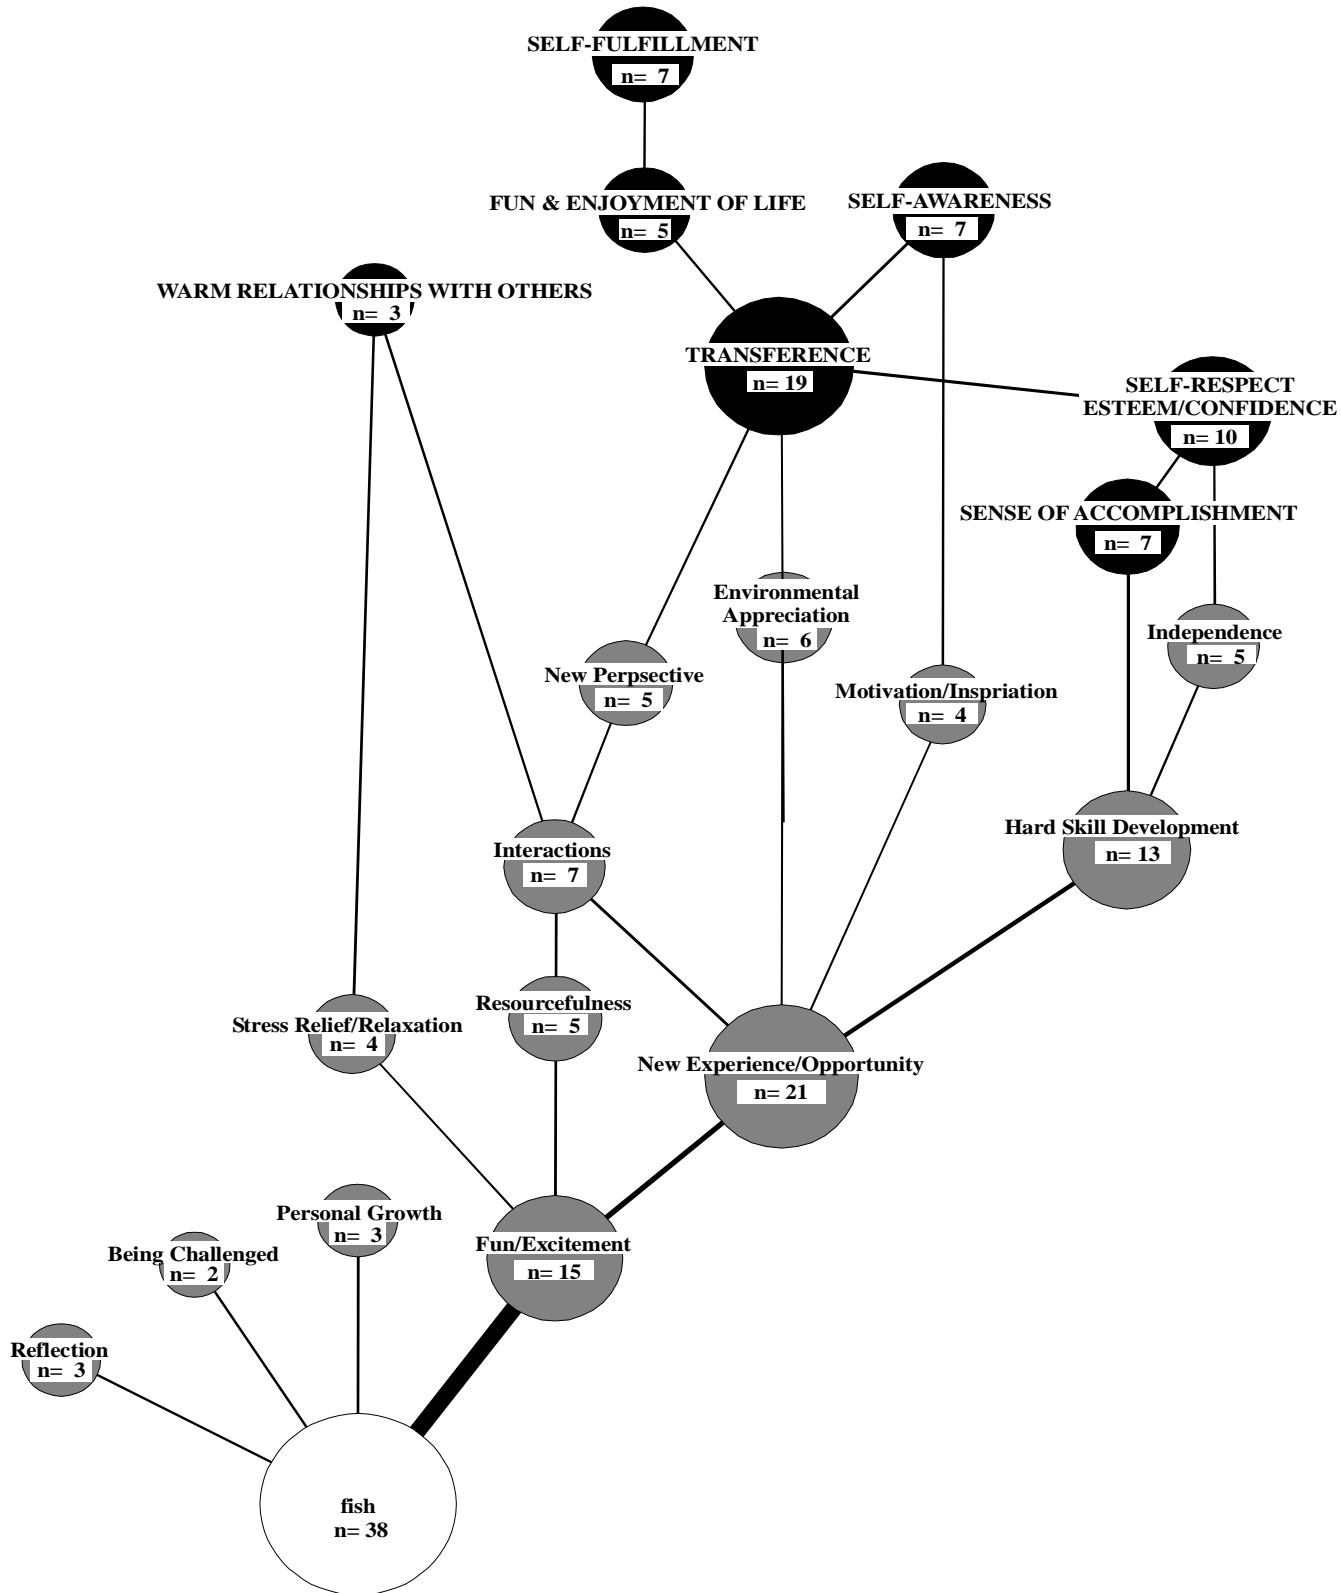 SELF-FULFILLMENT
n= 7
FUN & ENJOYMENT OF LIFE
n= 5
SELF-AWARENESS
n= 7
WARM RELATIONSHIPS WITH OTHERS
n= 3
TRANSFERENCE
n= 19
SELF-RESPECT
ESTEEM/CONFIDENCE
n= 10
SENSE OF ACCOMPLISHMENT
n= 7
Environmental
Appreciation
n= 6
Independence
n= 5
New Perpsective
n= 5
Motivation/Inspriation
n= 4
Hard Skill Development
n= 13
Interactions
n= 7
Resourcefulness
n= 5
Stress Relief/Relaxation
n= 4
New Experience/Opportunity
n= 21
Personal Growth
n= 3
Fun/Excitement
n= 15
Being Challenged
n= 2
Reflection
n= 3
fish
n= 38